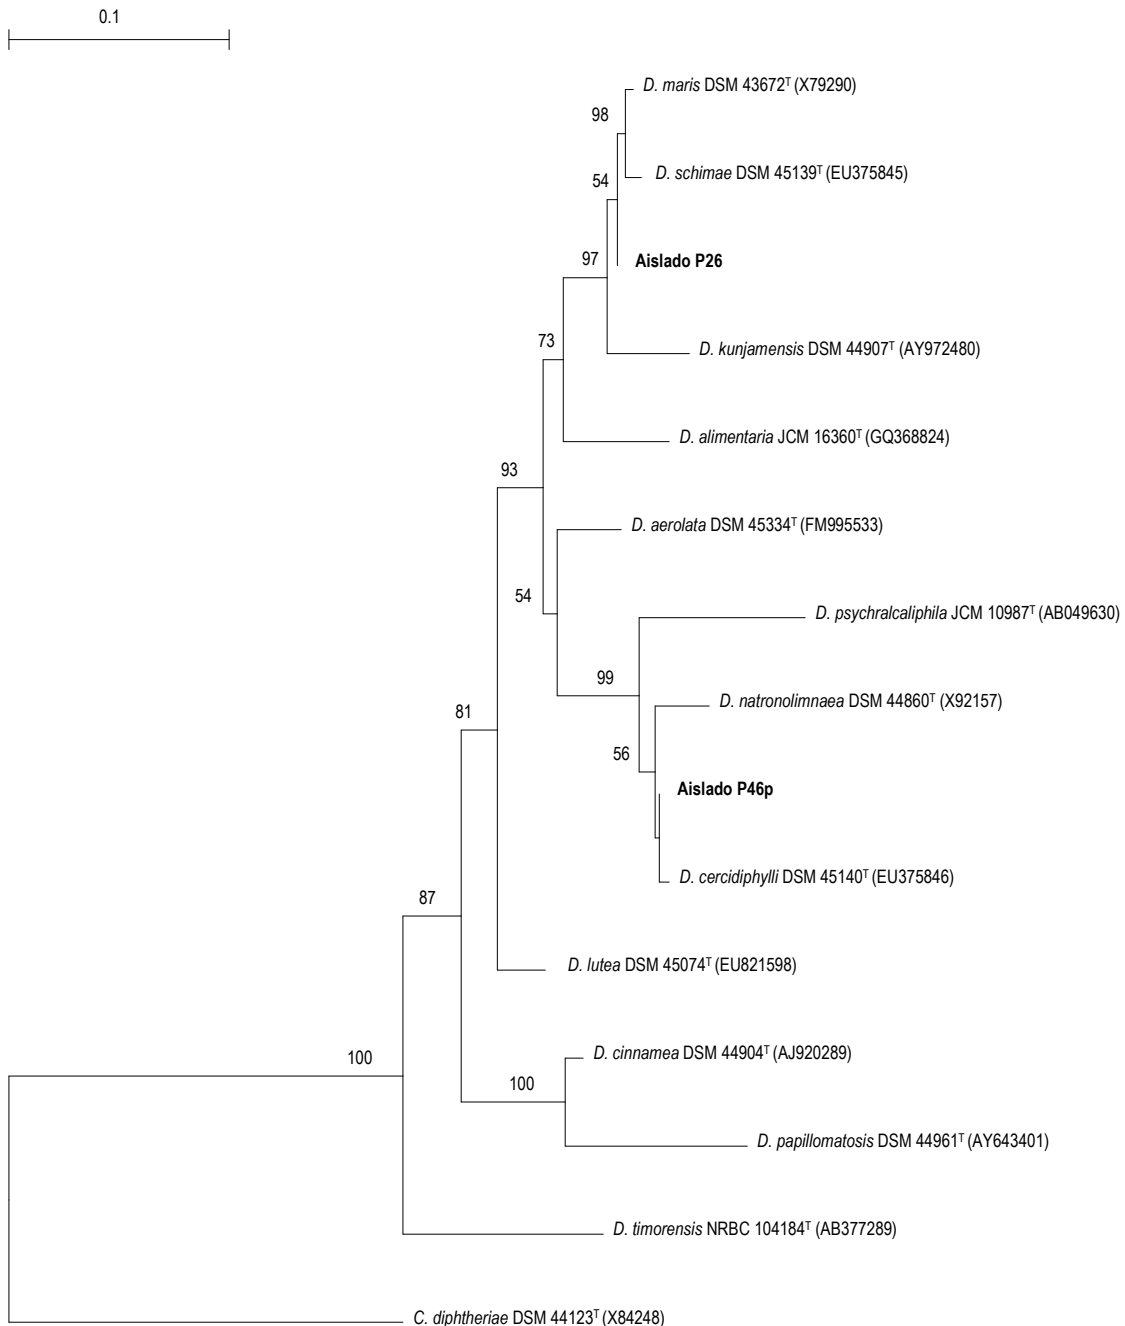 0.1
D. maris DSM 43672ᵀ (X79290)
98
D. schimae DSM 45139ᵀ (EU375845)
54
Aislado P26
97
D. kunjamensis DSM 44907ᵀ (AY972480)
73
D. alimentaria JCM 16360ᵀ (GQ368824)
93
D. aerolata DSM 45334ᵀ (FM995533)
54
D. psychralcaliphila JCM 10987ᵀ (AB049630)
99
D. natronolimnaea DSM 44860ᵀ (X92157)
81
56
Aislado P46p
D. cercidiphylli DSM 45140ᵀ (EU375846)
87
D. lutea DSM 45074ᵀ (EU821598)
D. cinnamea DSM 44904ᵀ (AJ920289)
100
100
D. papillomatosis DSM 44961ᵀ (AY643401)
D. timorensis NRBC 104184ᵀ (AB377289)
C. diphtheriae DSM 44123ᵀ (X84248)